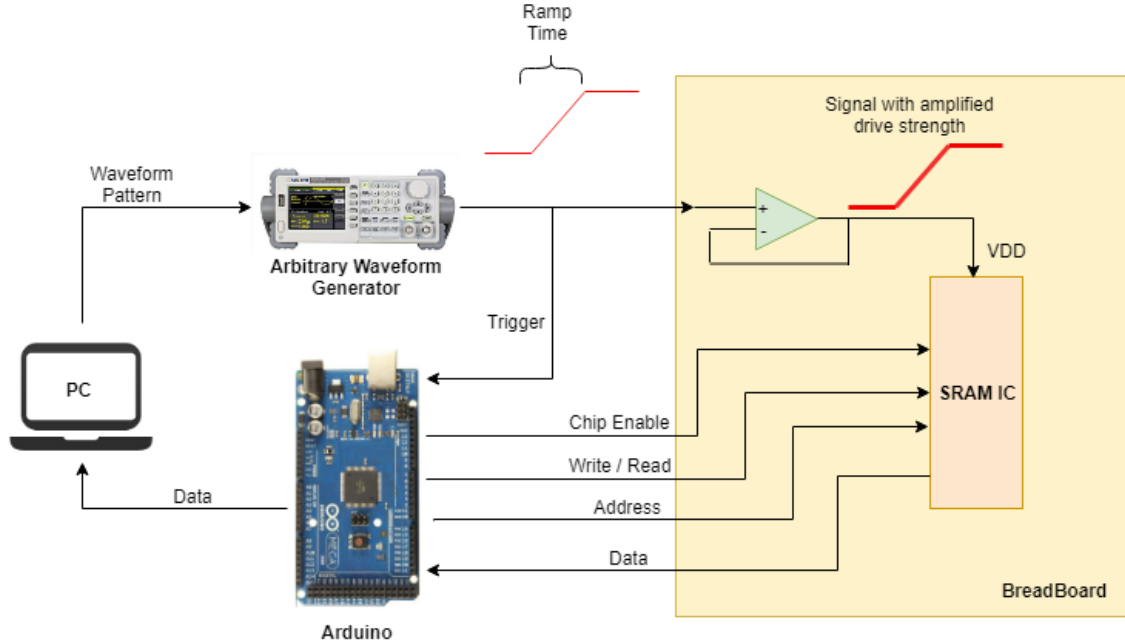 Ramp
Time
Signal with amplified
drive strength
Waveform
Pattern
+
-
VDD
Arbitrary Waveform
Generator
Trigger
PC
SRAM IC
Chip Enable
Write / Read
Data
Address
Data
MEGA
BreadBoard
Arduino